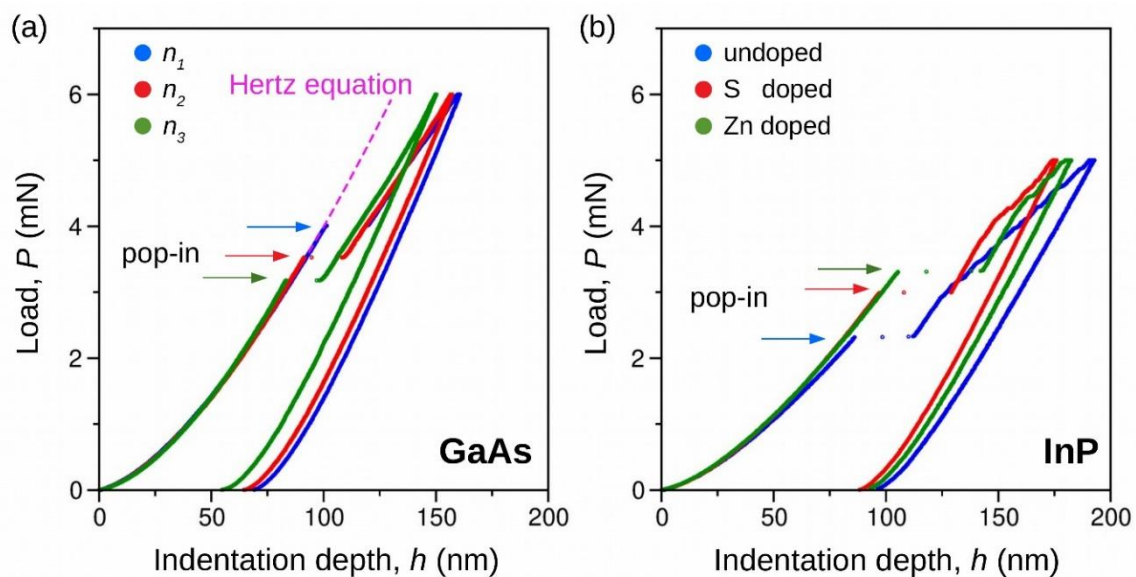 (a)
n1
n2
n3
Hertz equation
pop-in
GaAs
Load, P (mN)
0
2
4
6
0
50
100
150
200
Indentation depth, h (nm)
(b)
undoped
S doped
Zn doped
pop-in
InP
Load, P (mN)
0
2
4
6
0
50
100
150
200
Indentation depth, h (nm)